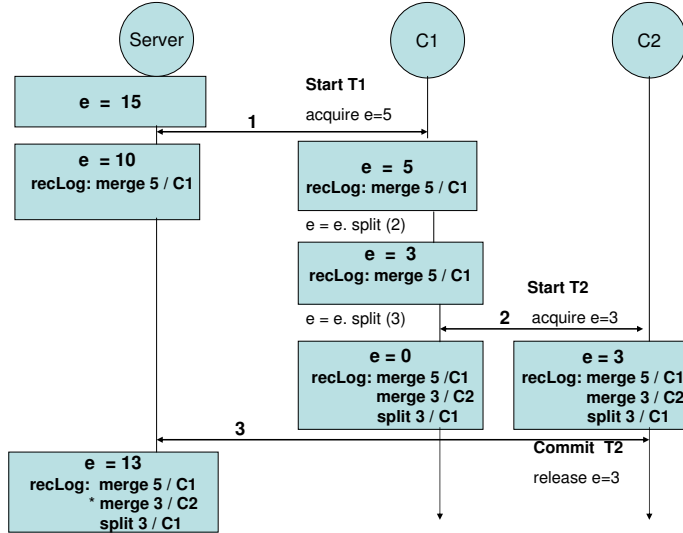 Server
C1
C2
Start T1
e = 15
1
acquire e=5
e = 10
recLog: merge 5 / C1
e = 5
recLog: merge 5 / C1
e = e. split (2)
e = 3
recLog: merge 5 / C1
Start T2
e = e. split (3)
2
acquire e=3
e = 0
recLog: merge 5 /C1
merge 3 / C2
split 3 / C1
e = 3
recLog: merge 5 / C1
merge 3 / C2
split 3 / C1
3
Commit T2
e = 13
release e=3
recLog: merge 5 / C1
* merge 3 / C2
split 3 / C1